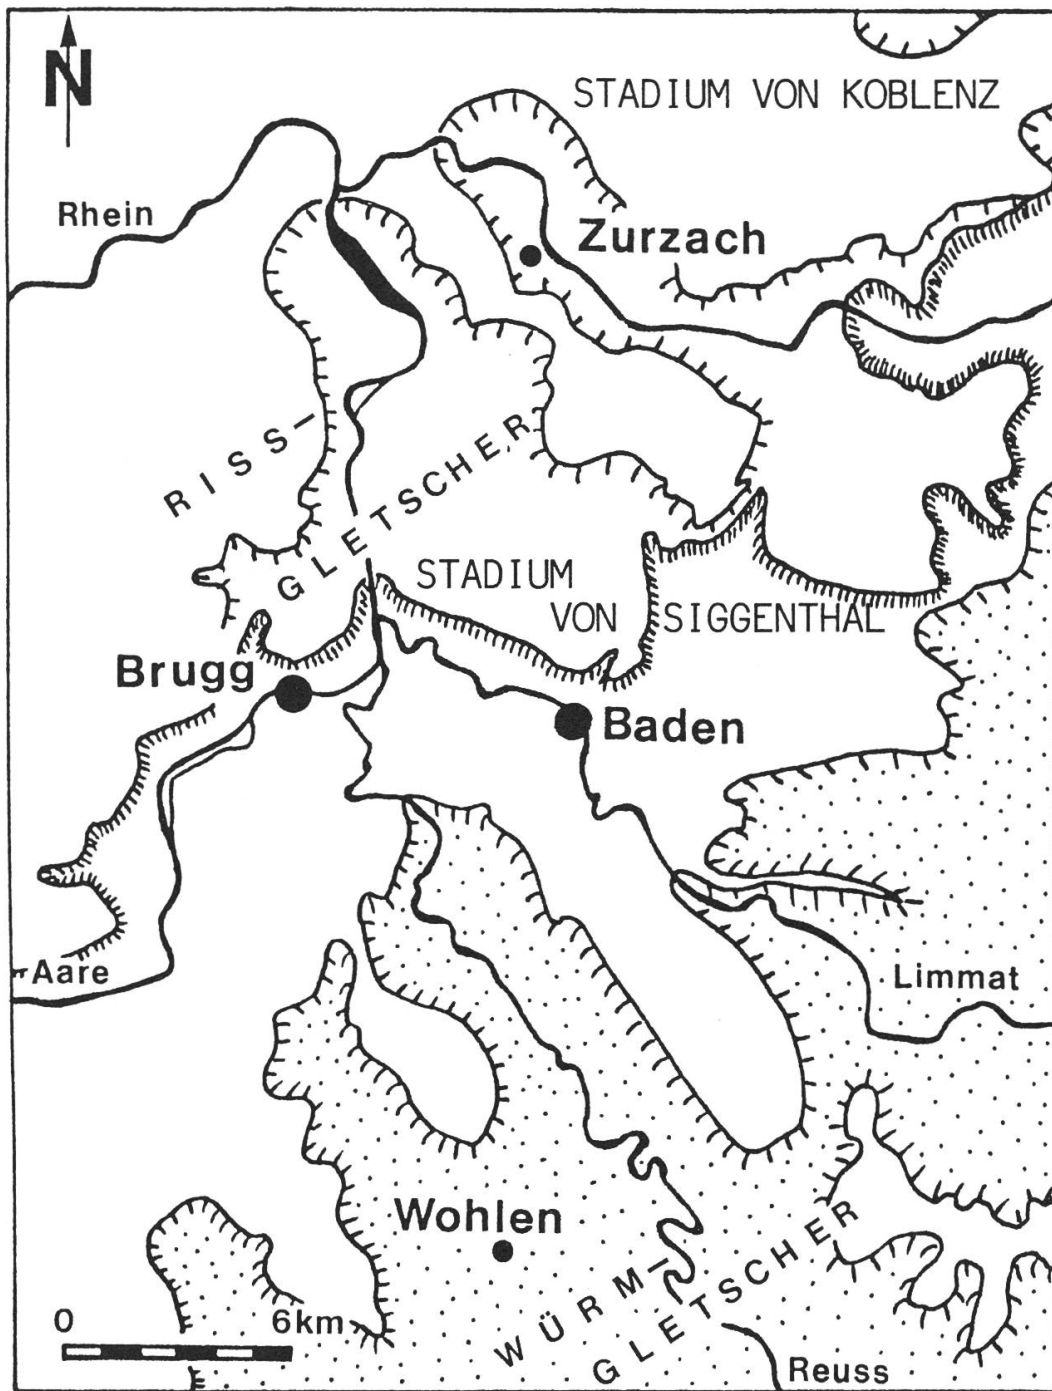 N
STADIUM VON KOBLENZ
Rhein
Zurzach
RISS-
GLETSCHER
STADIUM
VON SIGGENTHAL
Brugg
Baden
Aare
Limmat
Wohlen
WÜRM-
GLETSCHER
0 6km
Reuss